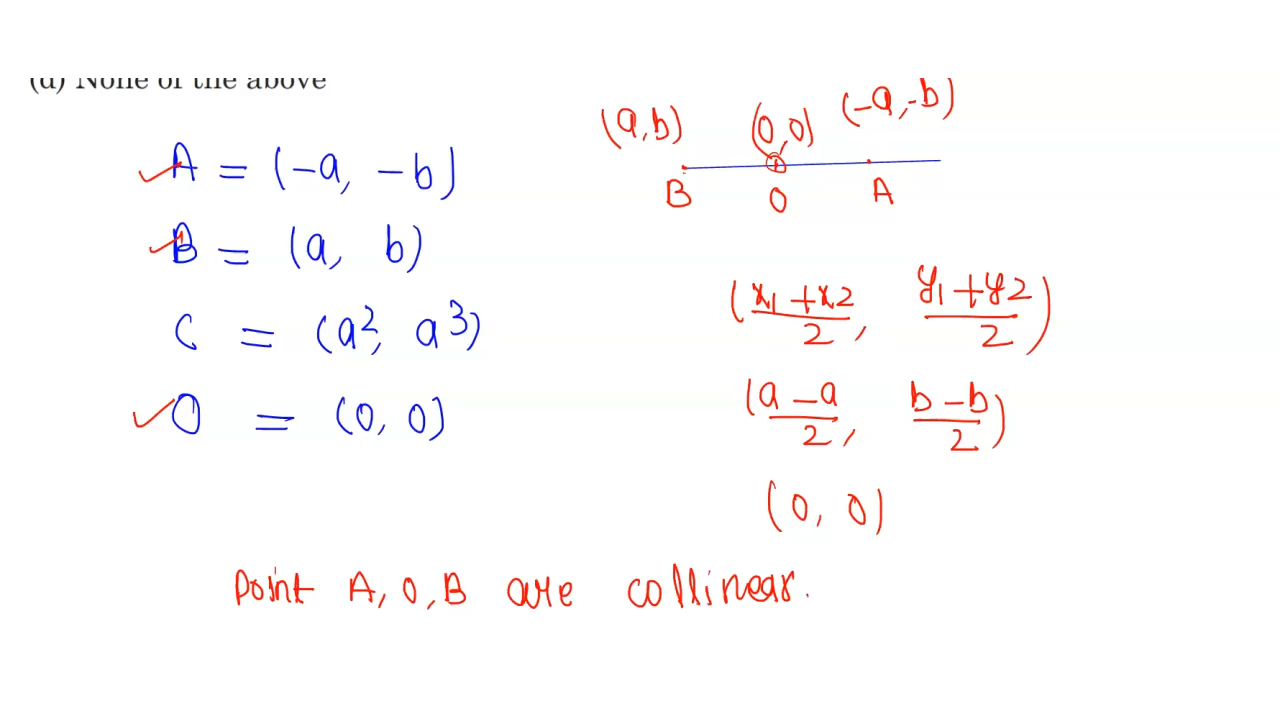 (d) None of the above
A = (-a, -b)
B = (a, b)
C = (a², a³)
O = (0, 0)
(a,b) (0,0) (-a,-b)
B O A
(x₁+x2/2, y₁+y2/2)
(a-a/2, b-b/2)
(0, 0)
Point A, O, B are collinear.